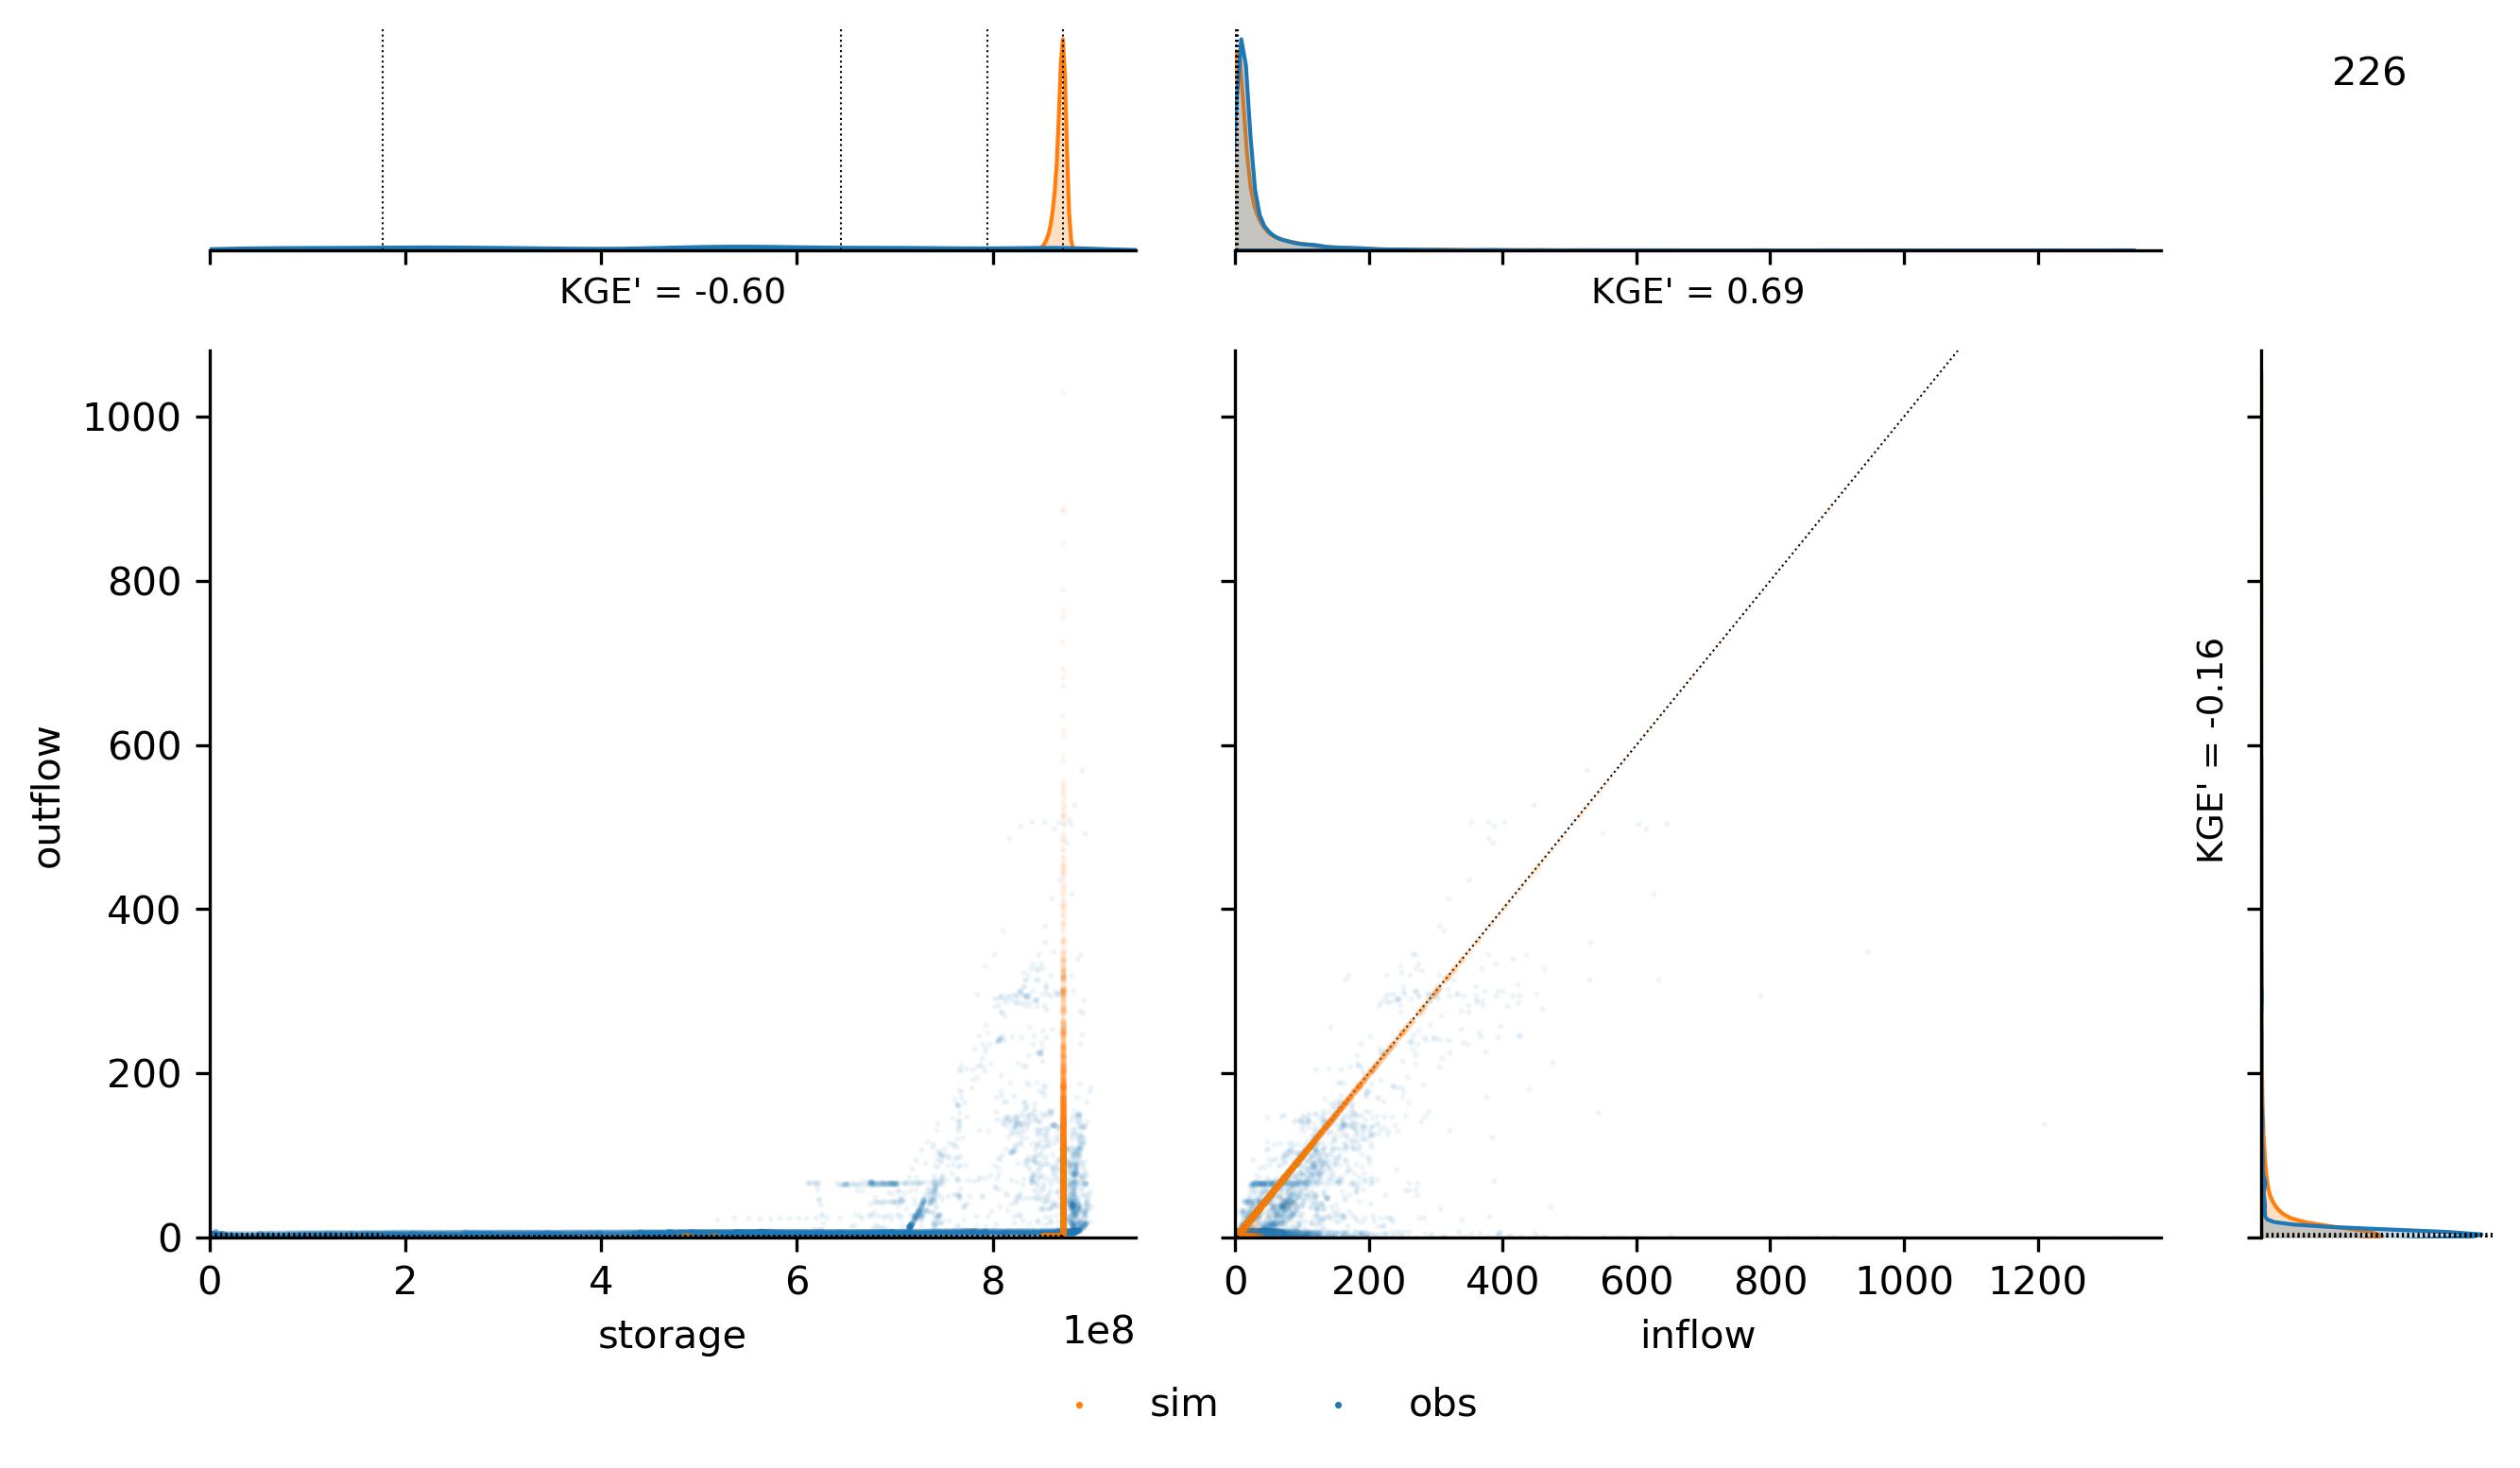 226
KGE' = -0.60
KGE' = 0.69
1000
800
600
400
200
0
outflow
KGE' = -0.16
0 2 4 6 8
1e8
storage
0 200 400 600 800 1000 1200
inflow
sim obs